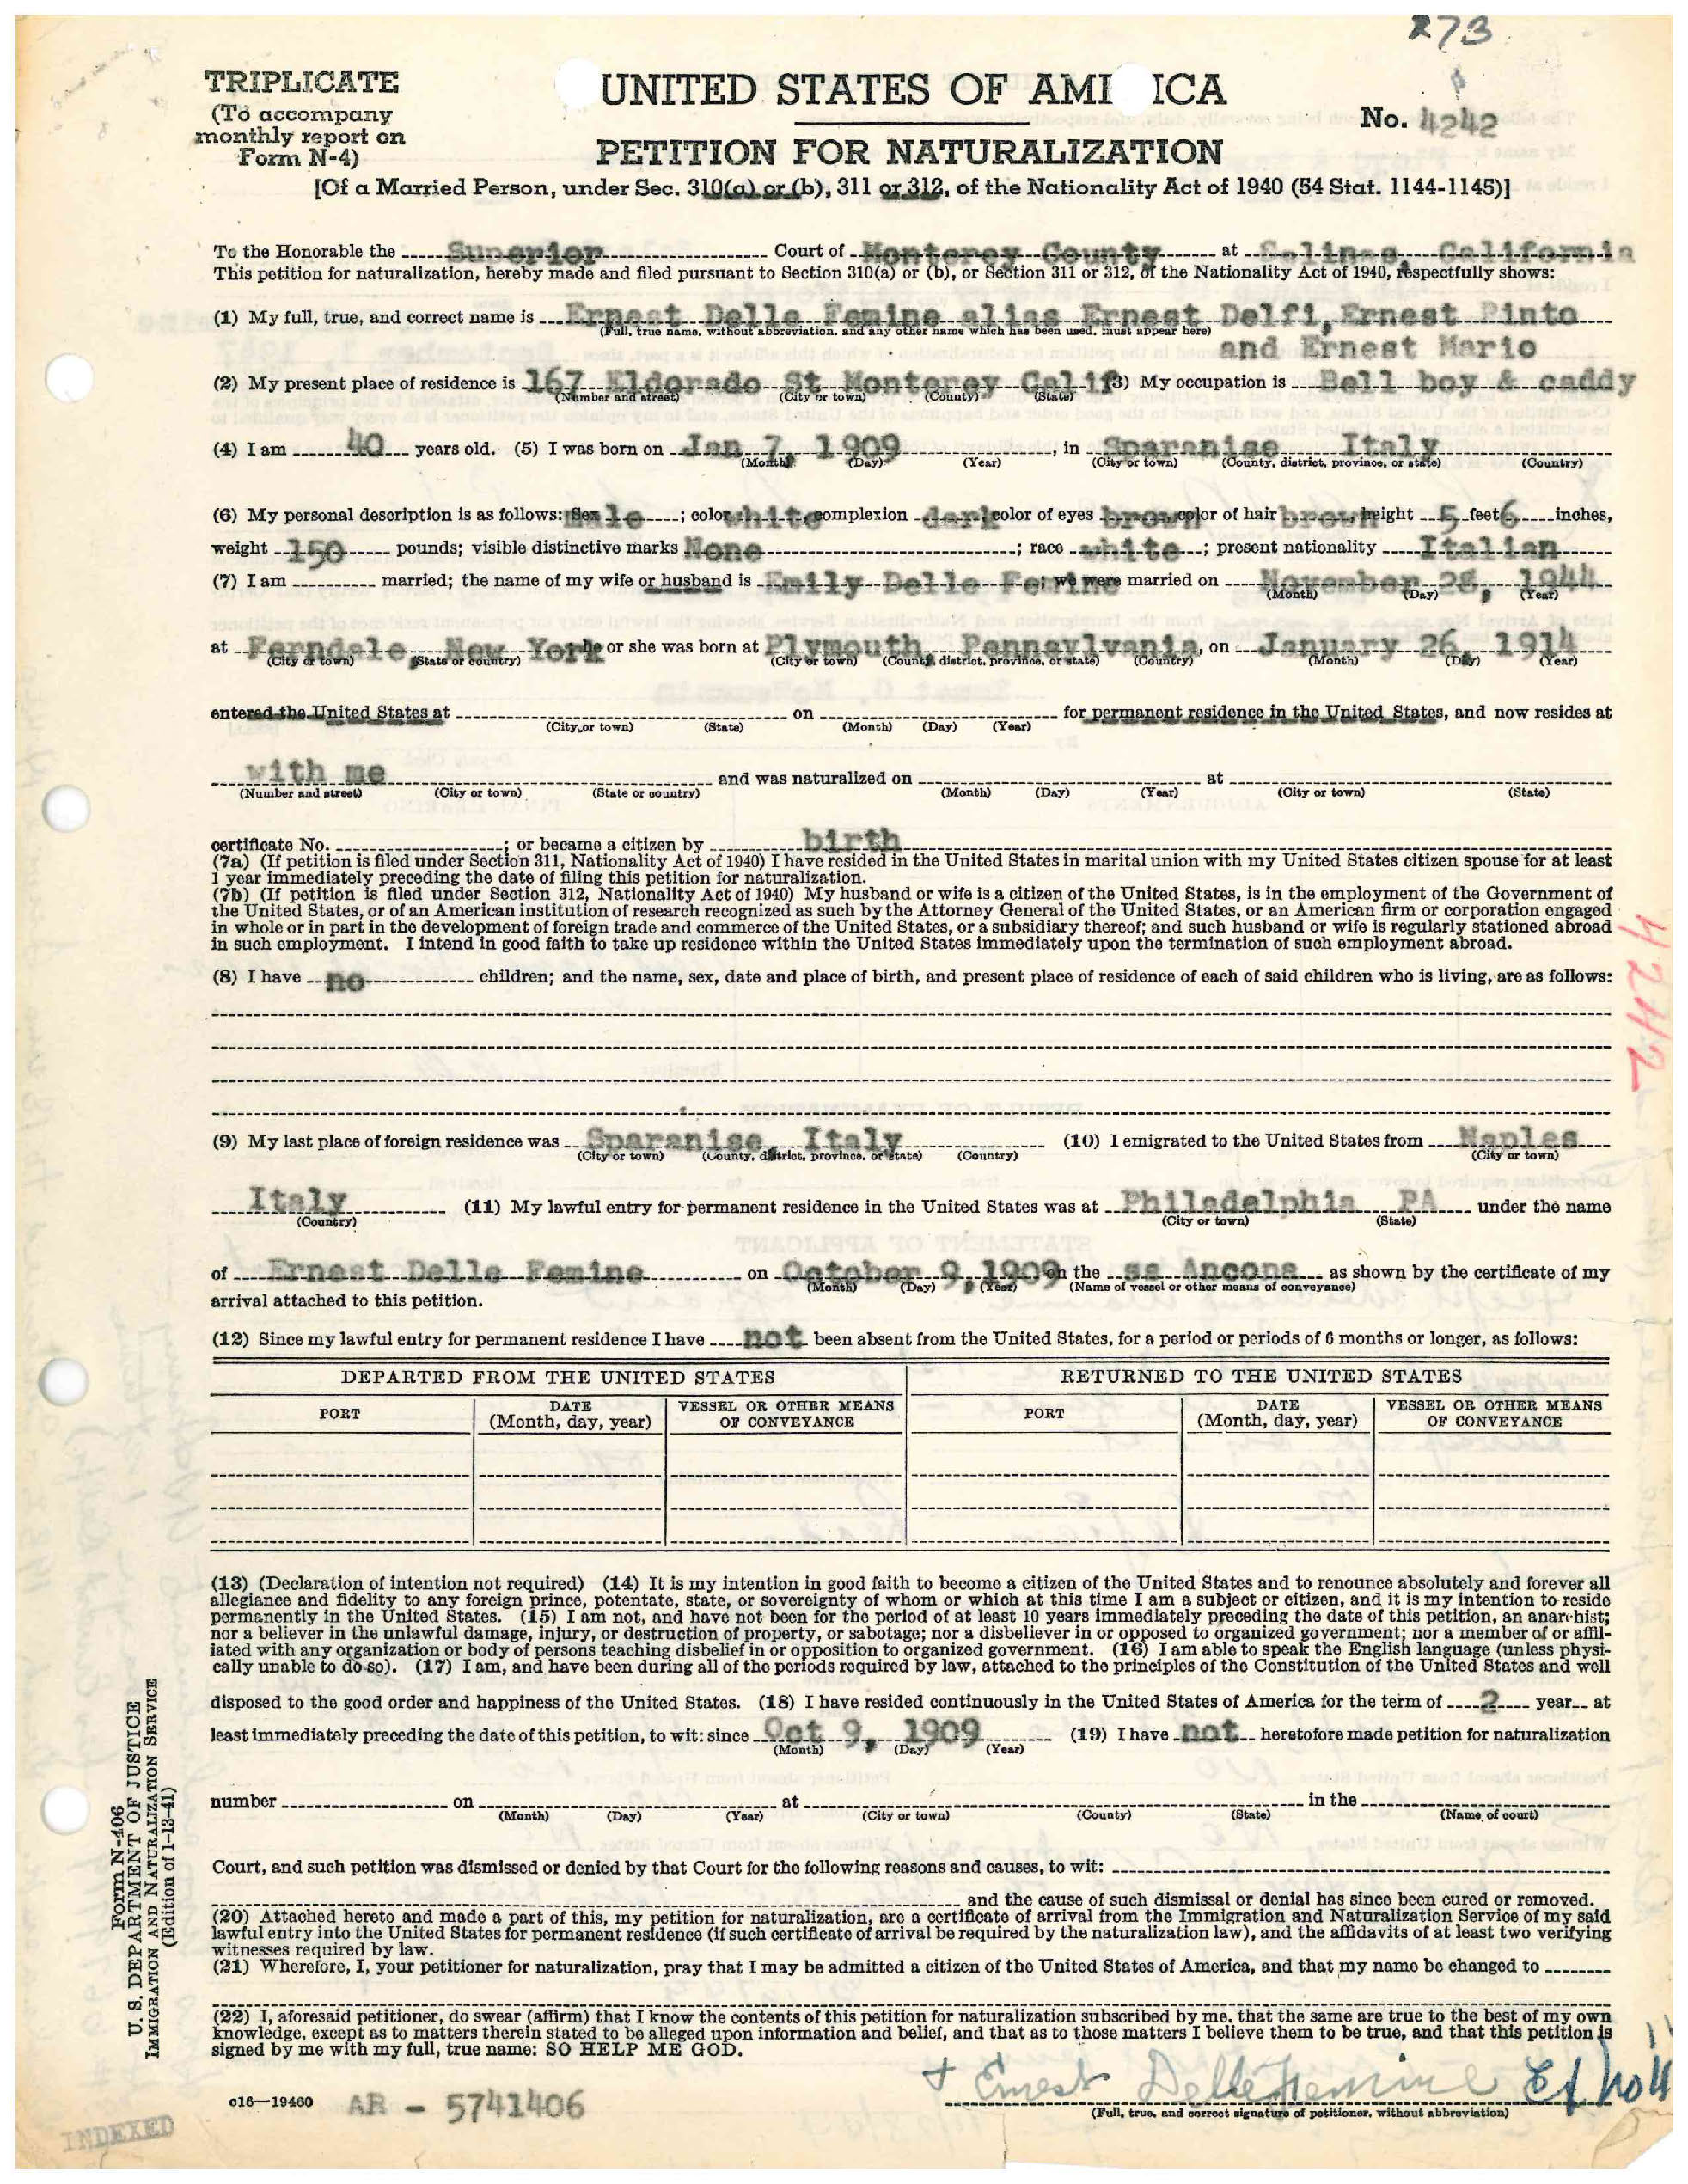 273
TRIPLICATE
(To accompany
monthly report on
Form N-4)
UNITED STATES OF AMERICA
No. 4242
PETITION FOR NATURALIZATION
[Of a Married Person, under Sec. 310(a) or (b), 311 or 312, of the Nationality Act of 1940 (54 Stat. 1144-1145)]
To the Honorable the Superior Court of Monterey County at Salinas, California
This petition for naturalization, hereby made and filed pursuant to Section 310(a) or (b), or Section 311 or 312, of the Nationality Act of 1940, respectfully shows:
(1) My full, true, and correct name is Ernest Delle Femine alias Ernest Delfi, Ernest Pinto
(Full, true name, without abbreviation, and any other name which has been used, must appear here)
and Ernest Mario
(2) My present place of residence is 167 Eldorado St Monterey Calif (3) My occupation is Bell boy & caddy
(Number and street) (City or town) (County) (State)
(4) I am 40 years old. (5) I was born on Jan 7, 1909, in Sparanise Italy
(Month) (Day) (Year) (City or town) (County, district, province, or state) (Country)
(6) My personal description is as follows: Sex Male; color white complexion dark color of eyes brown color of hair brown, height 5 feet 6 inches,
weight 150 pounds; visible distinctive marks None; race white; present nationality Italian
(7) I am married; the name of my wife or husband is Emily Delle Femine; we were married on November 28, 1944
(Month) (Day) (Year)
at Ferndale New York he or she was born at Plymouth, Pennsylvania, on January 26, 1914
(City or town) (State or country) (City or town) (County, district, province, or state) (Country) (Month) (Day) (Year)
entered the United States at on for permanent residence in the United States, and now resides at
(City or town) (State) (Month) (Day) (Year)
with me and was naturalized on at
(Number and street) (City or town) (State or country) (Month) (Day) (Year) (City or town) (State)
certificate No. ; or became a citizen by birth
(7a) (If petition is filed under Section 311, Nationality Act of 1940) I have resided in the United States in marital union with my United States citizen spouse for at least
1 year immediately preceding the date of filing this petition for naturalization.
(7b) (If petition is filed under Section 312, Nationality Act of 1940) My husband or wife is a citizen of the United States, is in the employment of the Government of
the United States, or of an American institution of research recognized as such by the Attorney General of the United States, or an American firm or corporation engaged
in whole or in part in the development of foreign trade and commerce of the United States, or a subsidiary thereof; and such husband or wife is regularly stationed abroad
in such employment. I intend in good faith to take up residence within the United States immediately upon the termination of such employment abroad.
4242
(8) I have no children; and the name, sex, date and place of birth, and present place of residence of each of said children who is living, are as follows:
(9) My last place of foreign residence was Sparanise, Italy (10) I emigrated to the United States from Naples
(City or town) (County, district, province, or state) (Country) (City or town)
Italy (11) My lawful entry for permanent residence in the United States was at Philadelphia PA under the name
(Country) (City or town) (State)
of Ernest Delle Femine on October 9, 1909 on the ss Ancona as shown by the certificate of my
(Month) (Day) (Year) (Name of vessel or other means of conveyance)
arrival attached to this petition.
(12) Since my lawful entry for permanent residence I have not been absent from the United States, for a period or periods of 6 months or longer, as follows:
DEPARTED FROM THE UNITED STATES RETURNED TO THE UNITED STATES
PORT DATE (Month, day, year) VESSEL OR OTHER MEANS OF CONVEYANCE PORT DATE (Month, day, year) VESSEL OR OTHER MEANS OF CONVEYANCE
(13) (Declaration of intention not required) (14) It is my intention in good faith to become a citizen of the United States and to renounce absolutely and forever all
allegiance and fidelity to any foreign prince, potentate, state, or sovereignty of whom or which at this time I am a subject or citizen, and it is my intention to reside
permanently in the United States. (15) I am not, and have not been for the period of at least 10 years immediately preceding the date of this petition, an anarchist;
nor a believer in the unlawful damage, injury, or destruction of property, or sabotage; nor a disbeliever in or opposed to organized government; nor a member of or affil-
iated with any organization or body of persons teaching disbelief in or opposition to organized government. (16) I am able to speak the English language (unless physi-
cally unable to do so). (17) I am, and have been during all of the periods required by law, attached to the principles of the Constitution of the United States and well
disposed to the good order and happiness of the United States. (18) I have resided continuously in the United States of America for the term of 2 year at
least immediately preceding the date of this petition, to wit: since Oct 9, 1909 (19) I have not heretofore made petition for naturalization
(Month) (Day) (Year)
number on at in the
(Month) (Day) (Year) (City or town) (County) (State) (Name of court)
Court, and such petition was dismissed or denied by that Court for the following reasons and causes, to wit:
and the cause of such dismissal or denial has since been cured or removed.
(20) Attached hereto and made a part of this, my petition for naturalization, are a certificate of arrival from the Immigration and Naturalization Service of my said
lawful entry into the United States for permanent residence (if such certificate of arrival be required by the naturalization law), and the affidavits of at least two verifying
witnesses required by law.
(21) Wherefore, I, your petitioner for naturalization, pray that I may be admitted a citizen of the United States of America, and that my name be changed to
(22) I, aforesaid petitioner, do swear (affirm) that I know the contents of this petition for naturalization subscribed by me, that the same are true to the best of my own
knowledge, except as to matters therein stated to be alleged upon information and belief, and that as to those matters I believe them to be true, and that this petition is
signed by me with my full, true name: SO HELP ME GOD.
Ernest Delle Femine
(Full, true, and correct signature of petitioner, without abbreviation)
c16—19460 AR - 5741406
INDEXED
Form N-406
U. S. DEPARTMENT OF JUSTICE
IMMIGRATION AND NATURALIZATION SERVICE
(Edition of 1-13-41)